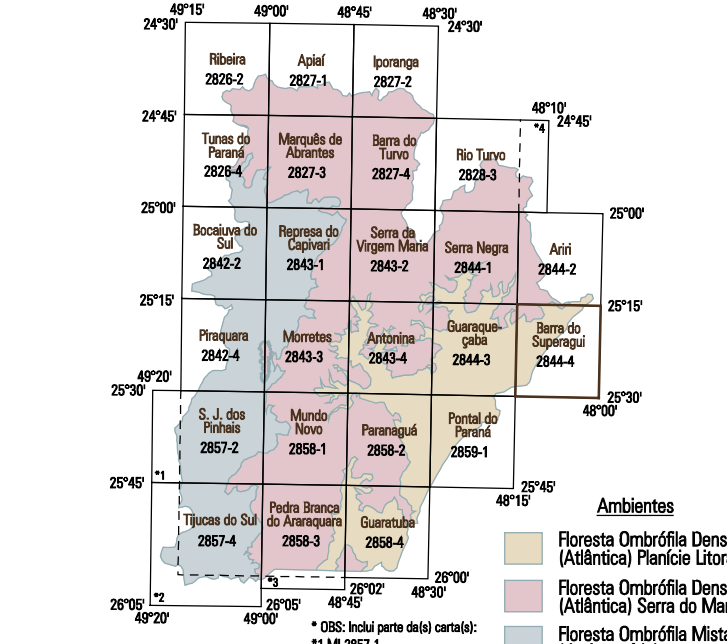 49°15' 49°00' 48°45' 48°30'
24°30' 24°30'
Ribeira
2826-2
Apiaí
2827-1
Iporanga
2827-2
24°45' 48°10' 24°45'
*4
Tunas do
Paraná
2826-4
Marquês de
Abrantes
2827-3
Barra do
Turvo
2827-4
Rio Turvo
2828-3
25°00' 25°00'
Bocaiuva do
Sul
2842-2
Represa do
Capivari
2843-1
Serra da
Virgem Maria
2843-2
Serra Negra
2844-1
Ariri
2844-2
25°15' 25°15'
Piraquara
2842-4
Morretes
2843-3
Antonina
2843-4
Guaraque-
çaba
2844-3
Barra do
Superagui
2844-4
49°20'
25°30' 25°30'
48°00'
S. J. dos
Pinhais
2857-2
Mundo
Novo
2858-1
Paranaguá
2858-2
Pontal do
Paraná
2859-1
*1
25°45' 25°45'
48°15'
Tijucas do Sul
2857-4
Pedra Branca
do Araraquara
2858-3
Guaratuba
2858-4
*3
*2
26°00'
26°02' 48°30'
26°05' 26°05' 48°45'
49°20' 49°00'
* OBS: Inclui parte da(s) carta(s):
*1 MI 2857-1
Ambientes
Floresta Ombrófila Dens
(Atlântica) Planície Litor
Floresta Ombrófila Dens
(Atlântica) Serra do Mar
Floresta Ombrófila Mista